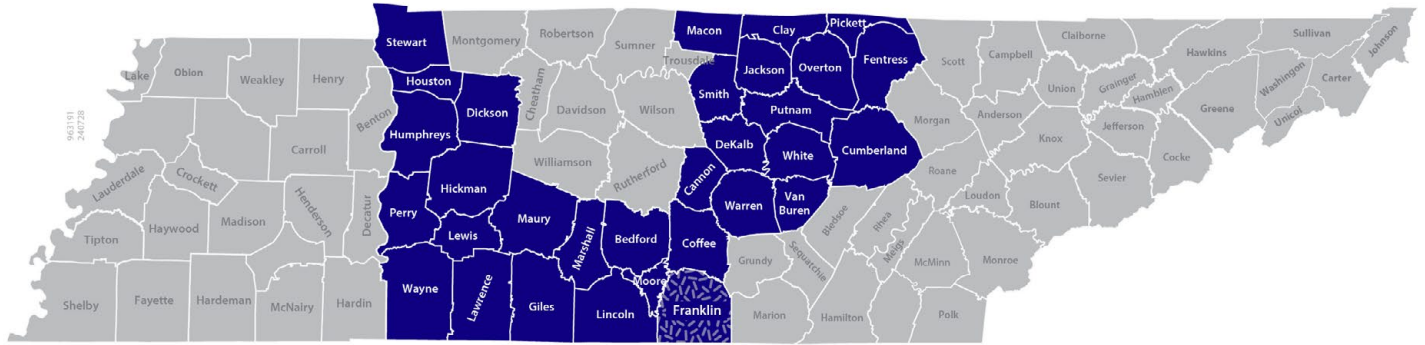 Stewart
Montgomery
Robertson
Sumner
Macon
Clay
Pickett
Claiborne
Hawkins
Sullivan
Johnson
Lake
Obion
Weakley
Henry
Houston
Trousdale
Jackson
Overton
Fentress
Scott
Campbell
Union
Grainger
Hamblen
Washingon
Carter
Benton
Dickson
Cheatham
Davidson
Wilson
Smith
Putnam
Morgan
Anderson
Greene
Unicoi
963191
240728
Humphreys
Carroll
Williamson
Rutherford
DeKalb
White
Cumberland
Knox
Jefferson
Cocke
Lauderdale
Crockett
Henderson
Decatur
Hickman
Cannon
Roane
Loudon
Sevier
Tipton
Haywood
Madison
Perry
Lewis
Maury
Marshall
Bedford
Coffee
Warren
Van
Buren
Bledsoe
Rhea
Meigs
Blount
Monroe
McMinn
Grundy
Sequatchie
Shelby
Fayette
Hardeman
McNairy
Hardin
Wayne
Lawrence
Giles
Lincoln
Moore
Franklin
Marion
Hamilton
Polk